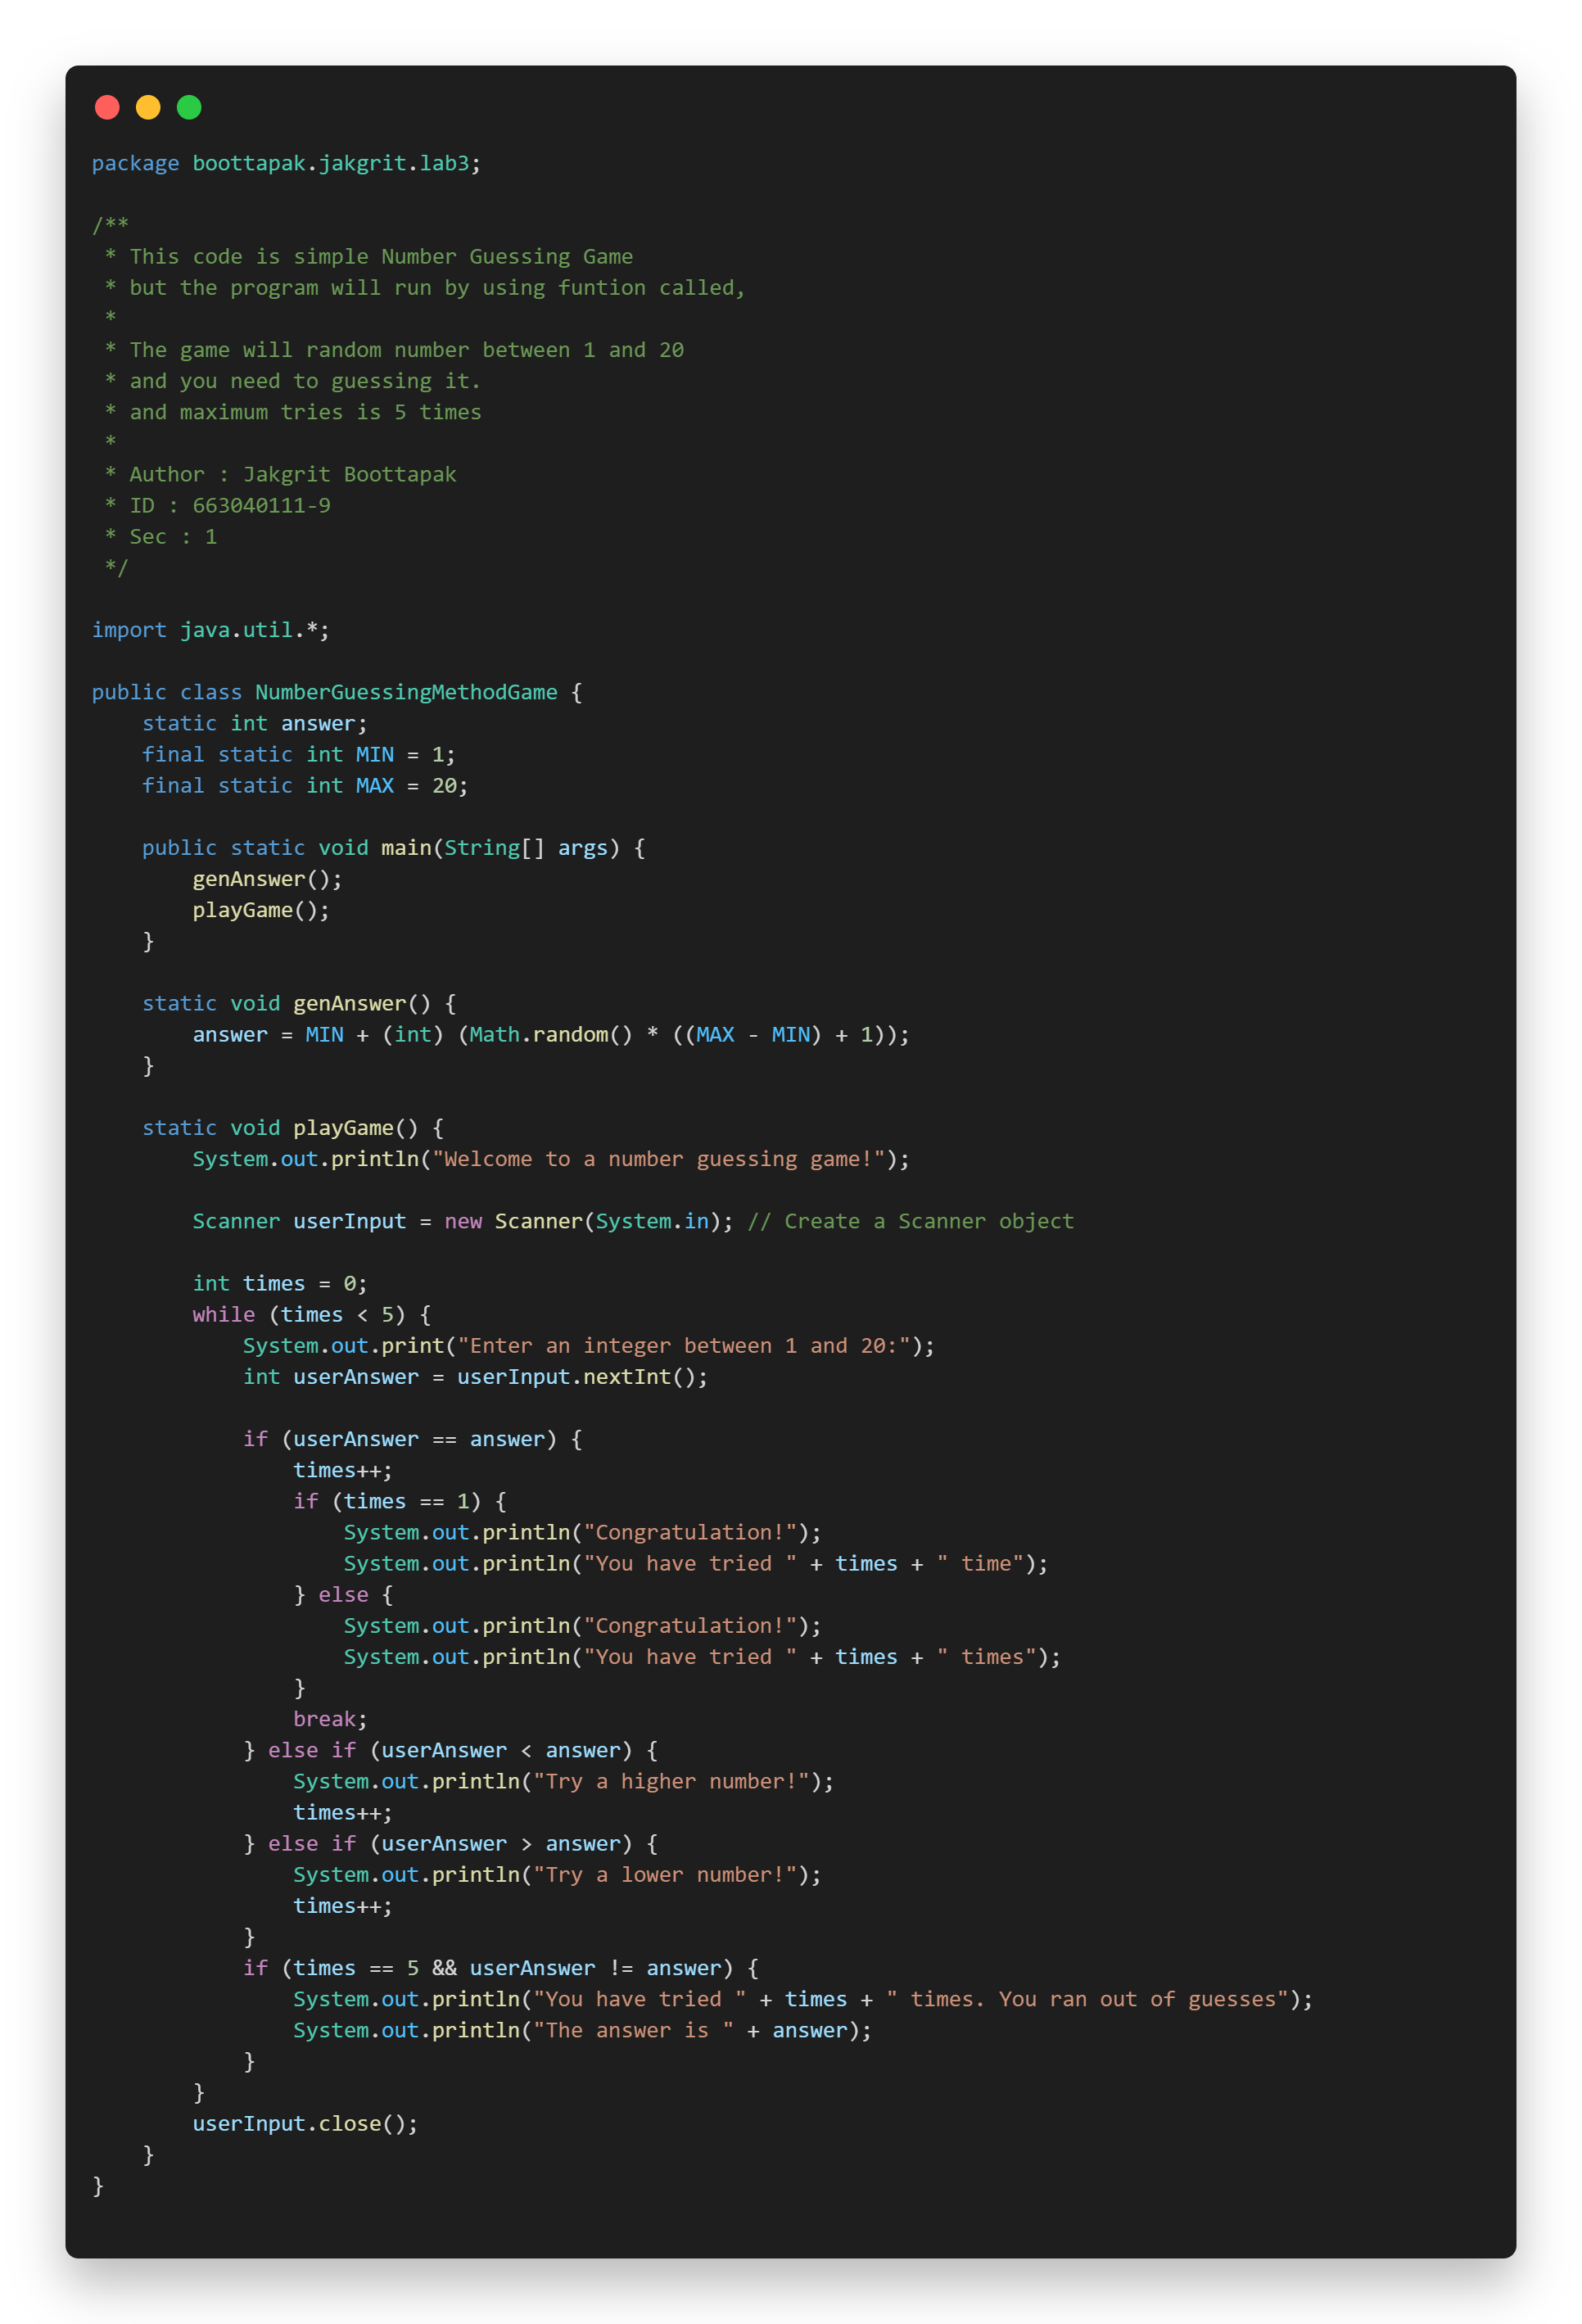 package boottapak.jakgrit.lab3;

/**
 * This code is simple Number Guessing Game
 * but the program will run by using funtion called,
 *
 * The game will random number between 1 and 20
 * and you need to guessing it.
 * and maximum tries is 5 times
 *
 * Author : Jakgrit Boottapak
 * ID : 663040111-9
 * Sec : 1
 */

import java.util.*;

public class NumberGuessingMethodGame {
    static int answer;
    final static int MIN = 1;
    final static int MAX = 20;

    public static void main(String[] args) {
        genAnswer();
        playGame();
    }

    static void genAnswer() {
        answer = MIN + (int) (Math.random() * ((MAX - MIN) + 1));
    }

    static void playGame() {
        System.out.println("Welcome to a number guessing game!");

        Scanner userInput = new Scanner(System.in); // Create a Scanner object

        int times = 0;
        while (times < 5) {
            System.out.print("Enter an integer between 1 and 20:");
            int userAnswer = userInput.nextInt();

            if (userAnswer == answer) {
                times++;
                if (times == 1) {
                    System.out.println("Congratulation!");
                    System.out.println("You have tried " + times + " time");
                } else {
                    System.out.println("Congratulation!");
                    System.out.println("You have tried " + times + " times");
                }
                break;
            } else if (userAnswer < answer) {
                System.out.println("Try a higher number!");
                times++;
            } else if (userAnswer > answer) {
                System.out.println("Try a lower number!");
                times++;
            }
            if (times == 5 && userAnswer != answer) {
                System.out.println("You have tried " + times + " times. You ran out of guesses");
                System.out.println("The answer is " + answer);
            }
        }
        userInput.close();
    }
}